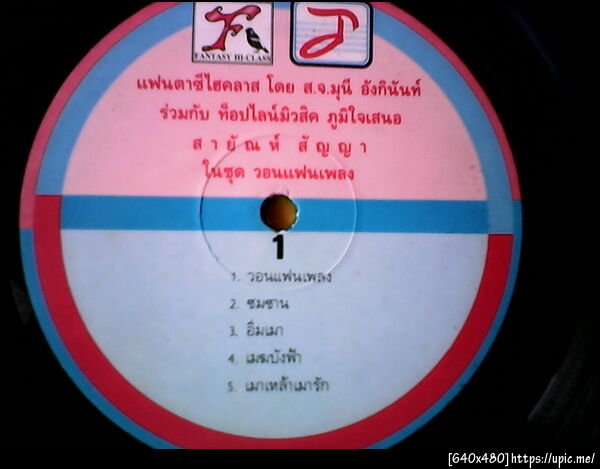 FANTASY HI-CLASS
แฟนตาซีไฮคลาส โดย ส.จ.มุนี อังกินันท์
ร่วมกับ ท็อปไลน์มิวสิค ภูมิใจเสนอ
สายัณห์ สัญญา
ในชุด วอนแฟนเพลง
1
1. วอนแฟนเพลง
2. ซมซาน
3. อิ่มเมา
4. เมฆบังฟ้า
5. เมาเหล้าเมารัก
[640x480]https://upic.me/